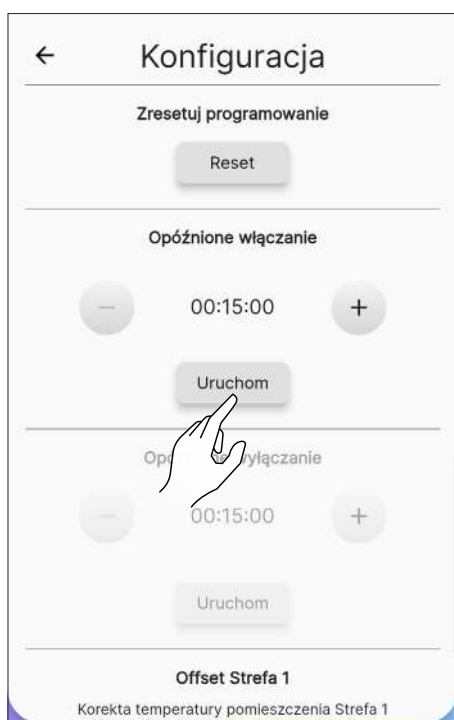 ← Konfiguracja
Zresetuj programowanie
Reset
Opóźnione włączanie
− 00:15:00 +
Uruchom
wyłączanie
− 00:15:00 +
Uruchom
Offset Strefa 1
Korekta temperatury pomieszczenia Strefa 1